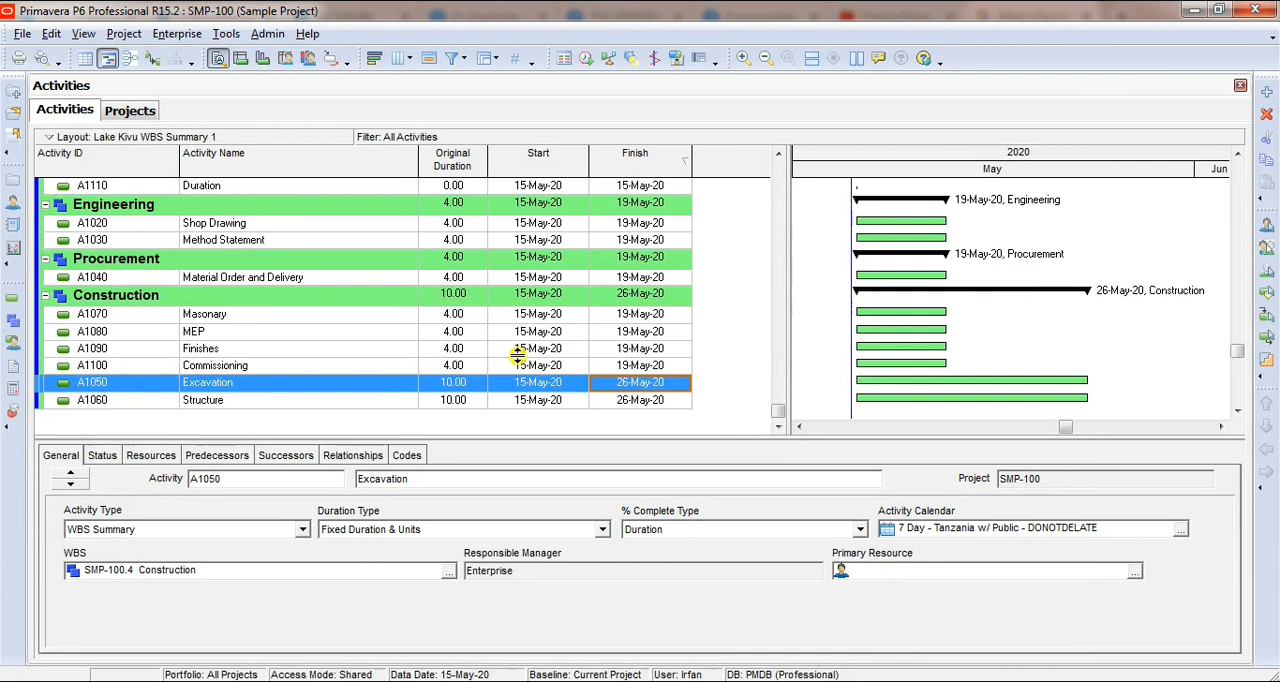 Primavera P6 Professional R15.2 : SMP-100 (Sample Project)
File Edit View Project Enterprise Tools Admin Help
Activities
Activities Projects
Layout: Lake Kivu WBS Summary 1 Filter: All Activities
Activity ID Activity Name Original Duration Start Finish 2020
May Jun
A1110 Duration 0.00 15-May-20 15-May-20
Engineering 4.00 15-May-20 19-May-20 19-May-20, Engineering
A1020 Shop Drawing 4.00 15-May-20 19-May-20
A1030 Method Statement 4.00 15-May-20 19-May-20
Procurement 4.00 15-May-20 19-May-20 19-May-20, Procurement
A1040 Material Order and Delivery 4.00 15-May-20 19-May-20
Construction 10.00 15-May-20 26-May-20 26-May-20, Construction
A1070 Masonary 4.00 15-May-20 19-May-20
A1080 MEP 4.00 15-May-20 19-May-20
A1090 Finishes 4.00 15-May-20 19-May-20
A1100 Commissioning 4.00 15-May-20 19-May-20
A1050 Excavation 10.00 15-May-20 26-May-20
A1060 Structure 10.00 15-May-20 26-May-20
General Status Resources Predecessors Successors Relationships Codes
Activity A1050 Excavation Project SMP-100
Activity Type Duration Type % Complete Type Activity Calendar
WBS Summary Fixed Duration & Units Duration 7 Day - Tanzania w/ Public - DONOTDELATE ...
WBS Responsible Manager Primary Resource
SMP-100.4 Construction ... Enterprise ...
Portfolio: All Projects Access Mode: Shared Data Date: 15-May-20 Baseline: Current Project User: Irfan DB: PMDB (Professional)